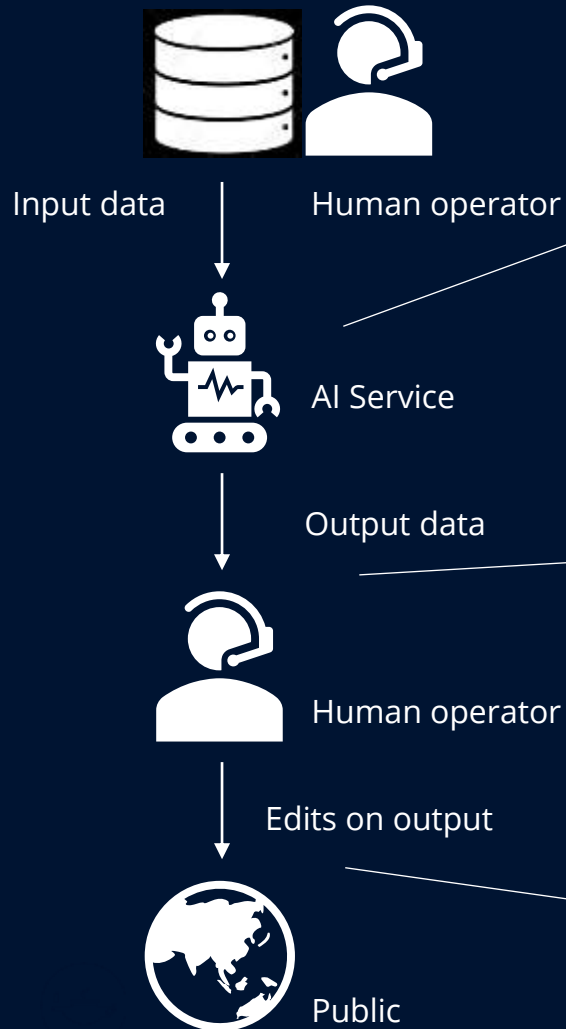 Input data
Human operator
AI Service
Output data
Human operator
Edits on output
Public